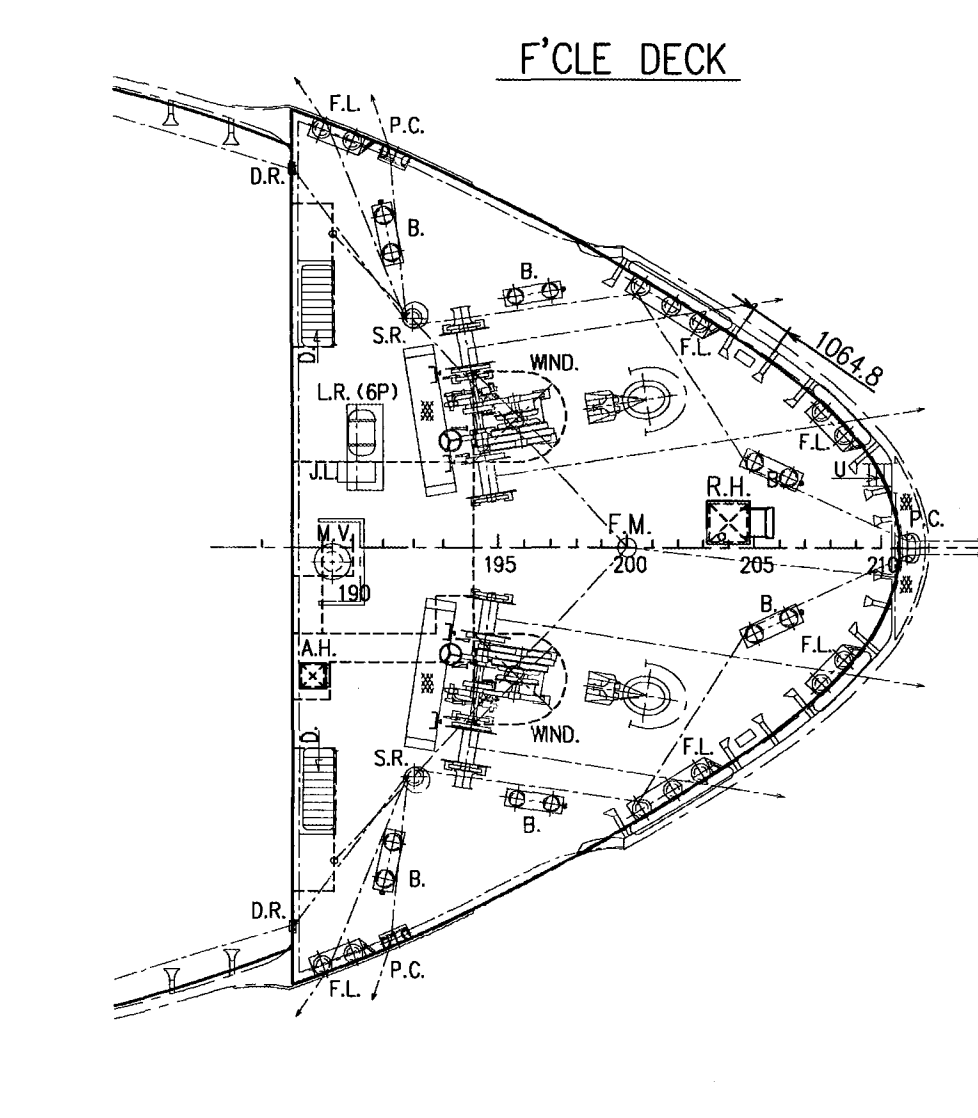 F'CLE DECK
F.L.
P.C.
D.R.
B.
B.
S.R.
F.L.
1064.8
D.
WIND.
L.R.(6P)
F.L.
J.L.
B.
U
R.H.
P.C.
M.V.
F.M.
190
195
200
205
210
B.
A.H.
F.L.
D.
WIND.
F.L.
S.R.
B.
B.
D.R.
P.C.
F.L.